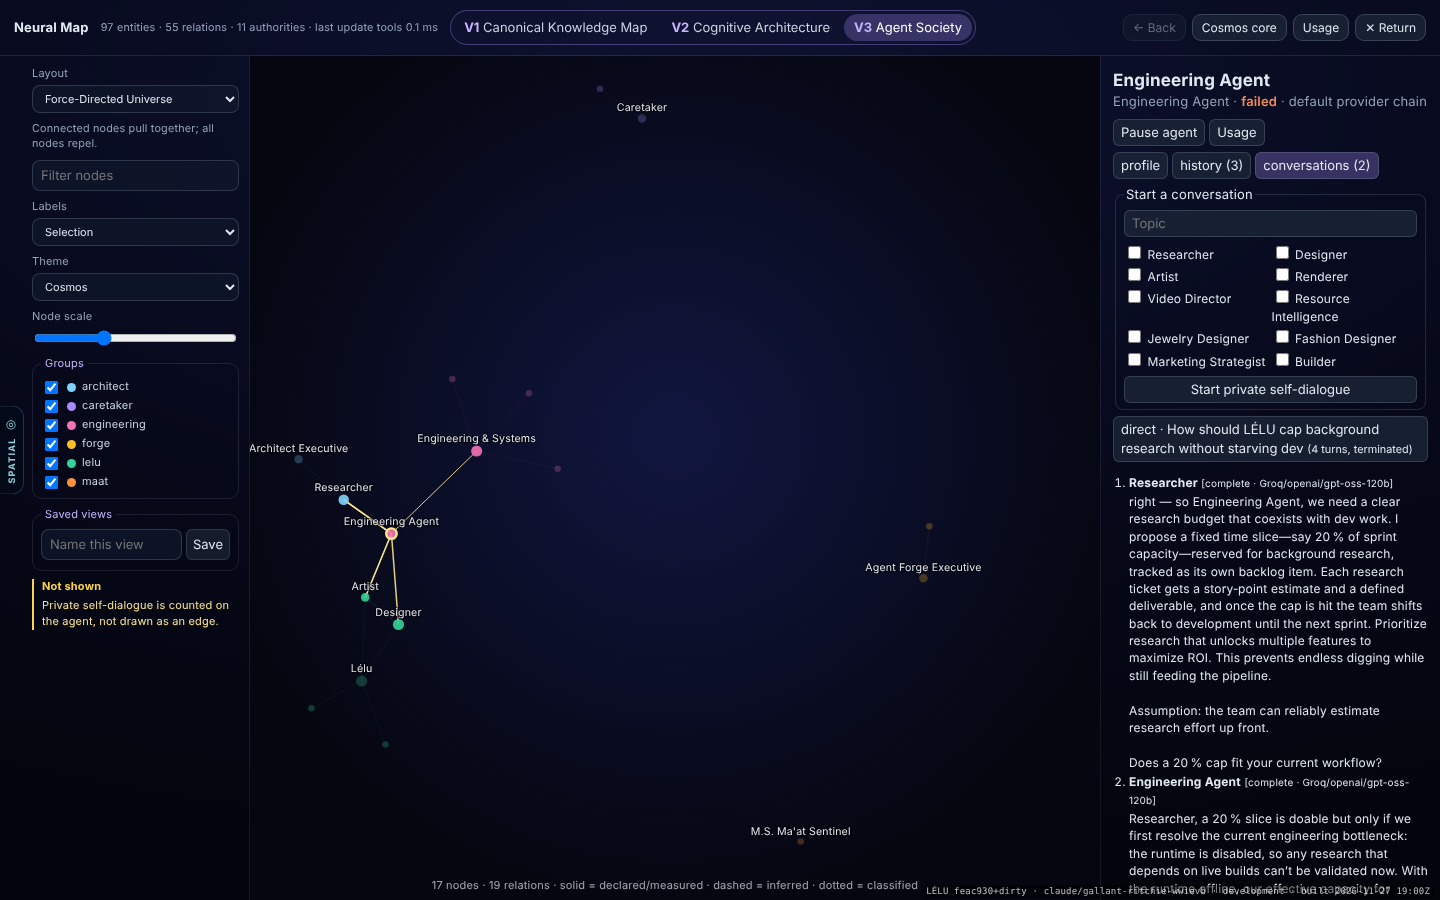 Neural Map
97 entities · 55 relations · 11 authorities · last update tools 0.1 ms
V1 Canonical Knowledge Map
V2 Cognitive Architecture
V3 Agent Society
← Back
Cosmos core
Usage
✕ Return
Layout
Force-Directed Universe
Connected nodes pull together; all
nodes repel.
Filter nodes
Labels
Selection
Theme
Cosmos
Node scale
Groups
architect
caretaker
engineering
forge
lelu
maat
Saved views
Name this view
Save
Not shown
Private self-dialogue is counted on
the agent, not drawn as an edge.
SPATIAL ◎
Caretaker
Engineering & Systems
Architect Executive
Researcher
Engineering Agent
Artist
Designer
Lélu
Agent Forge Executive
M.S. Ma'at Sentinel
17 nodes · 19 relations · solid = declared/measured · dashed = inferred · dotted = classified
Engineering Agent
Engineering Agent · failed · default provider chain
Pause agent
Usage
profile
history (3)
conversations (2)
Start a conversation
Topic
Researcher
Designer
Artist
Renderer
Video Director
Resource
Intelligence
Jewelry Designer
Fashion Designer
Marketing Strategist
Builder
Start private self-dialogue
direct · How should LÉLU cap background
research without starving dev (4 turns, terminated)
1. Researcher [complete · Groq/openai/gpt-oss-120b]
right — so Engineering Agent, we need a clear
research budget that coexists with dev work. I
propose a fixed time slice—say 20 % of sprint
capacity—reserved for background research,
tracked as its own backlog item. Each research
ticket gets a story‑point estimate and a defined
deliverable, and once the cap is hit the team shifts
back to development until the next sprint. Prioritize
research that unlocks multiple features to
maximize ROI. This prevents endless digging while
still feeding the pipeline.
Assumption: the team can reliably estimate
research effort up front.
Does a 20 % cap fit your current workflow?
2. Engineering Agent [complete · Groq/openai/gpt-oss-
120b]
Researcher, a 20 % slice is doable but only if we
first resolve the current engineering bottleneck:
the runtime is disabled, so any research that
depends on live builds can't be validated now. With
the runtime offline, our effective capacity for
LÉLU feac930+dirty · claude/gallant-ritchie